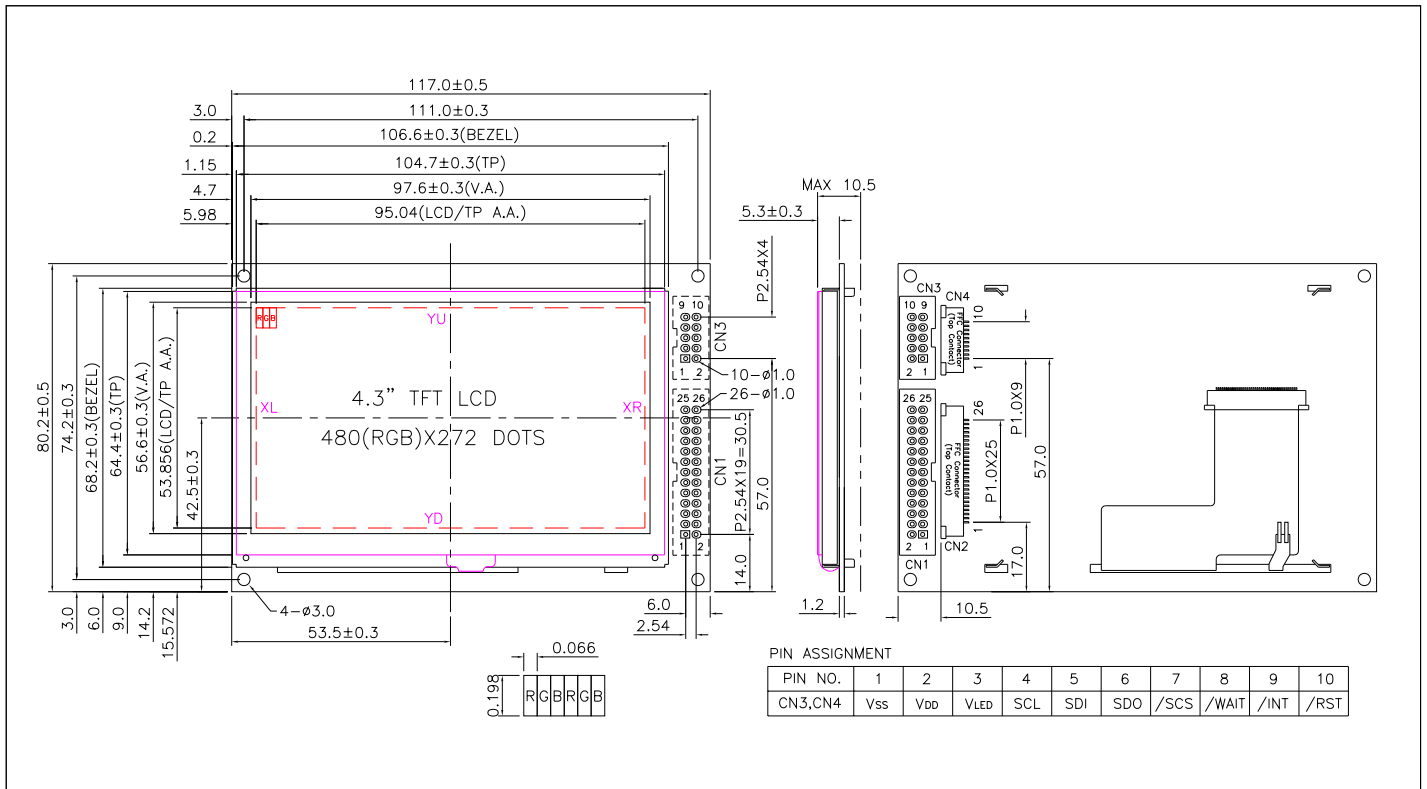 117.0±0.5
3.0
111.0±0.3
0.2
106.6±0.3(BEZEL)
1.15
104.7±0.3(TP)
4.7
97.6±0.3(V.A.)
5.98
95.04(LCD/TP A.A.)
80.2±0.5
74.2±0.3
68.2±0.3(BEZEL)
64.4±0.3(TP)
56.6±0.3(V.A.)
53.856(LCD/TP A.A.)
42.5±0.3
RGB
YU
XL
XR
YD
4.3” TFT LCD
480(RGB)X272 DOTS
9 10
1 2
CN3
10-ø1.0
26-ø1.0
25 26
1 2
CN1
P2.54X4
P2.54X19=30.5
57.0
14.0
3.0
6.0
9.0
14.2
15.572
4-ø3.0
53.5±0.3
6.0
2.54
0.066
0.198
RGBRGB
MAX 10.5
5.3±0.3
1.2
CN3
10 9
2 1
CN4
FFC Connector
(Top Contact)
10
1
26 25
2 1
CN1
FFC Connector
(Top Contact)
26
1
CN2
P1.0X9
P1.0X25
57.0
17.0
10.5
PIN ASSIGNMENT
PIN NO. 1 2 3 4 5 6 7 8 9 10
CN3,CN4 VSS VDD VLED SCL SDI SDO /SCS /WAIT /INT /RST